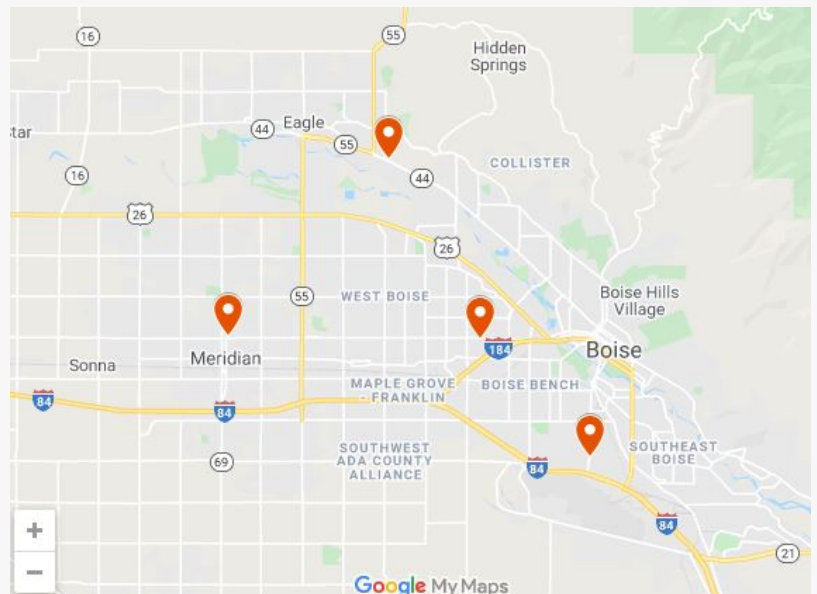 55
16
Hidden
Springs
tar
44
Eagle
55
COLLISTER
16
44
26
26
55
WEST BOISE
Boise Hills
Village
184
Boise
Meridian
Sonna
MAPLE GROVE
- FRANKLIN
BOISE BENCH
84
84
SOUTHWEST
ADA COUNTY
ALLIANCE
SOUTHEAST
BOISE
69
84
84
+
−
21
Google My Maps